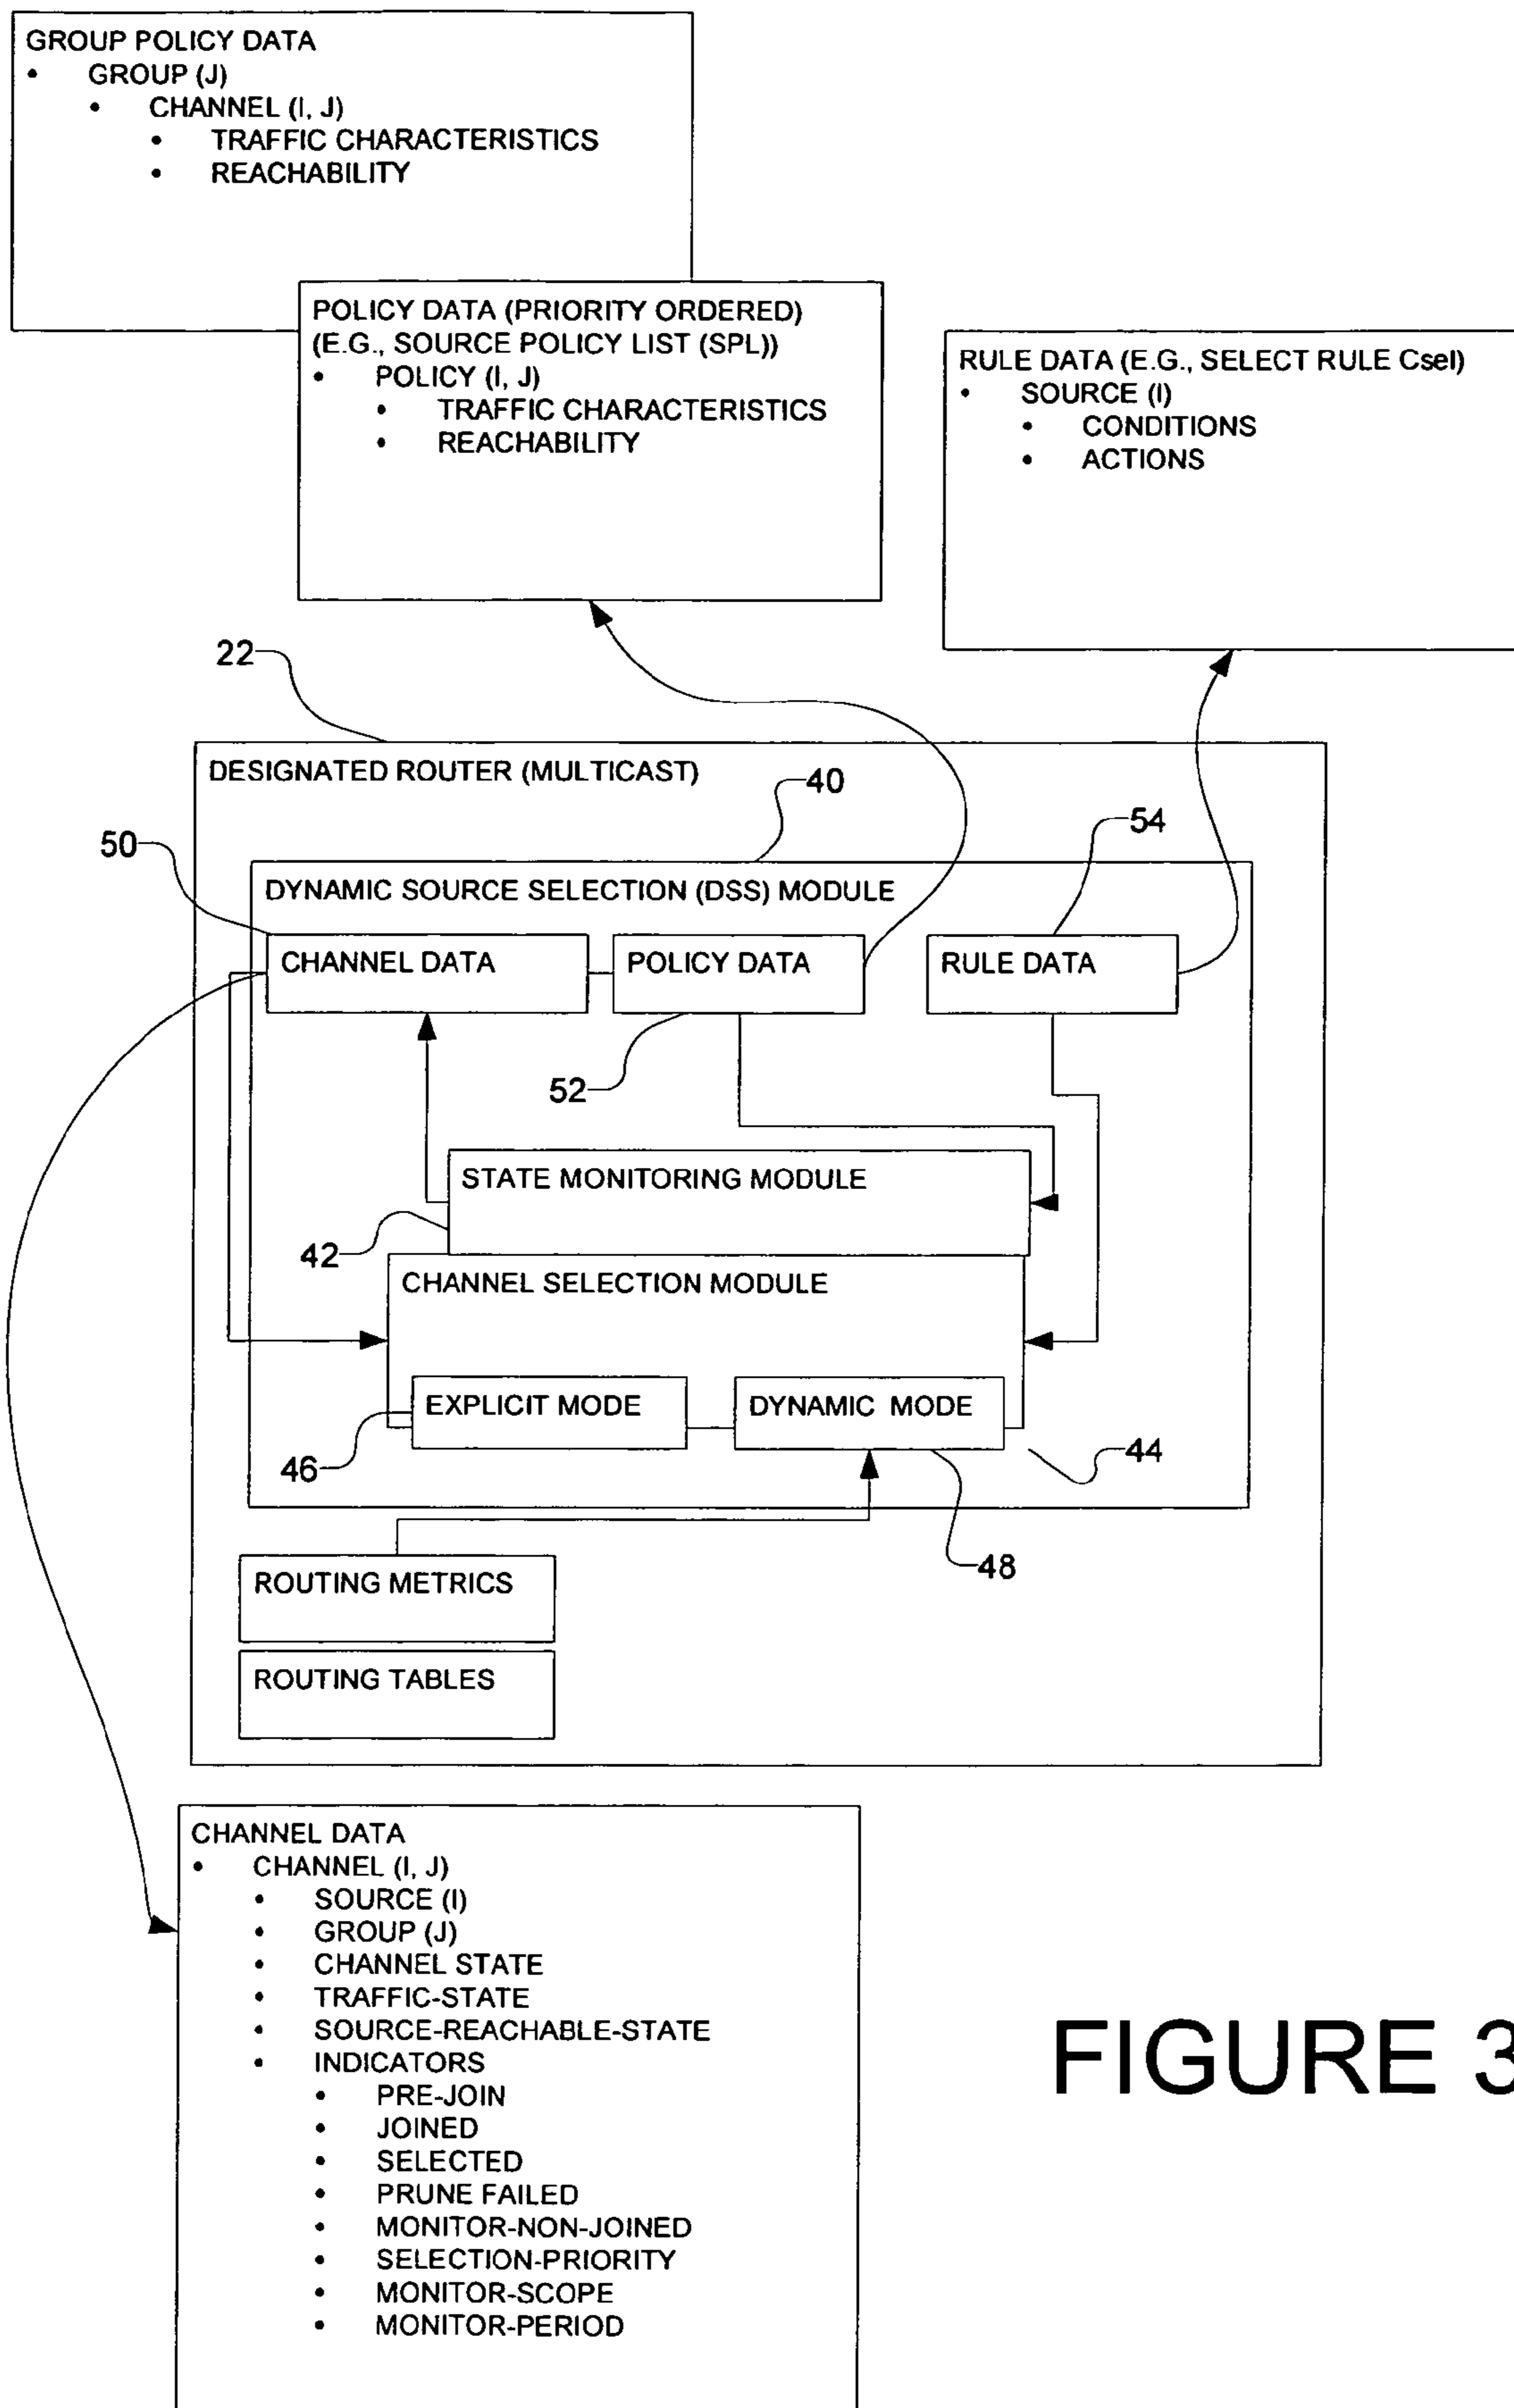 GROUP POLICY DATA
• GROUP (J)
• CHANNEL (I, J)
• TRAFFIC CHARACTERISTICS
• REACHABILITY
POLICY DATA (PRIORITY ORDERED)
(E.G., SOURCE POLICY LIST (SPL))
• POLICY (I, J)
• TRAFFIC CHARACTERISTICS
• REACHABILITY
RULE DATA (E.G., SELECT RULE Csel)
• SOURCE (I)
• CONDITIONS
• ACTIONS
22
DESIGNATED ROUTER (MULTICAST)
40
54
50
DYNAMIC SOURCE SELECTION (DSS) MODULE
CHANNEL DATA
POLICY DATA
RULE DATA
52
STATE MONITORING MODULE
42
CHANNEL SELECTION MODULE
EXPLICIT MODE
DYNAMIC MODE
44
46
48
ROUTING METRICS
ROUTING TABLES
CHANNEL DATA
• CHANNEL (I, J)
• SOURCE (I)
• GROUP (J)
• CHANNEL STATE
• TRAFFIC-STATE
• SOURCE-REACHABLE-STATE
• INDICATORS
• PRE-JOIN
• JOINED
• SELECTED
• PRUNE FAILED
• MONITOR-NON-JOINED
• SELECTION-PRIORITY
• MONITOR-SCOPE
• MONITOR-PERIOD
FIGURE 3